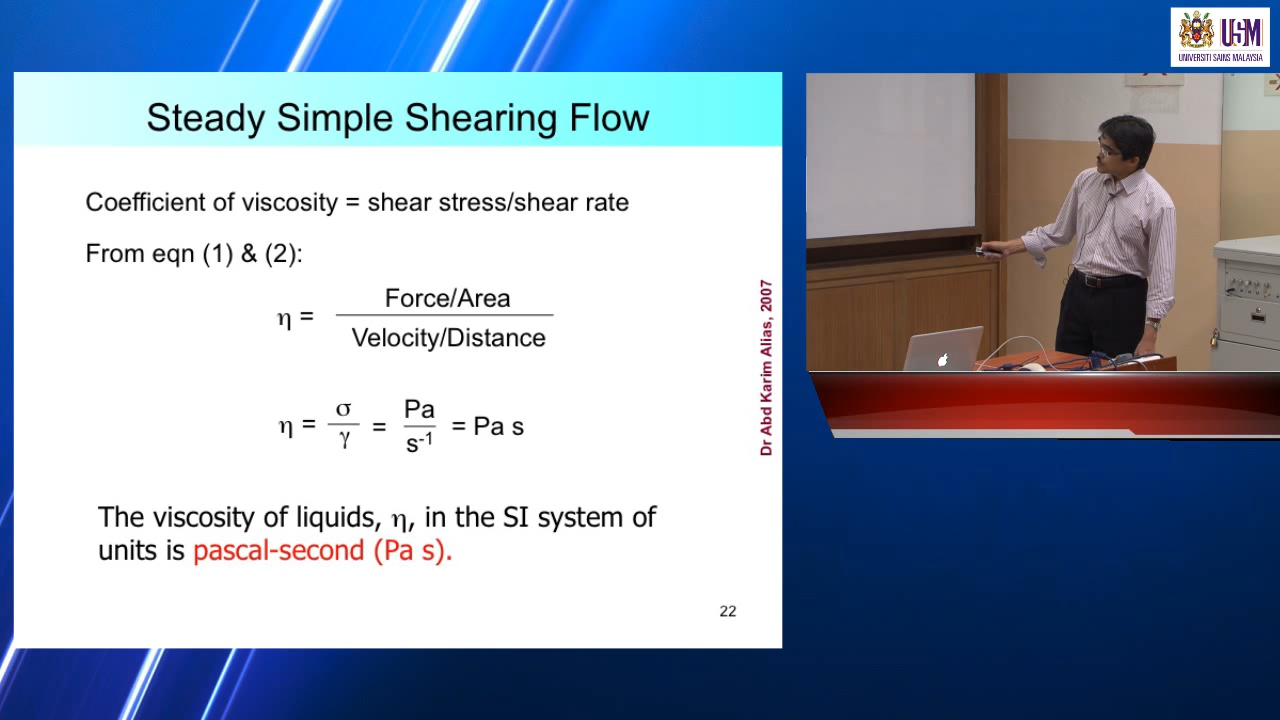 USM
UNIVERSITI SAINS MALAYSIA
Steady Simple Shearing Flow
Coefficient of viscosity = shear stress/shear rate
From eqn (1) & (2):
η = Force/Area
Velocity/Distance
η = σ/γ = Pa/s⁻¹ = Pa s
The viscosity of liquids, η, in the SI system of
units is pascal-second (Pa s).
22
Dr Abd Karim Alias, 2007